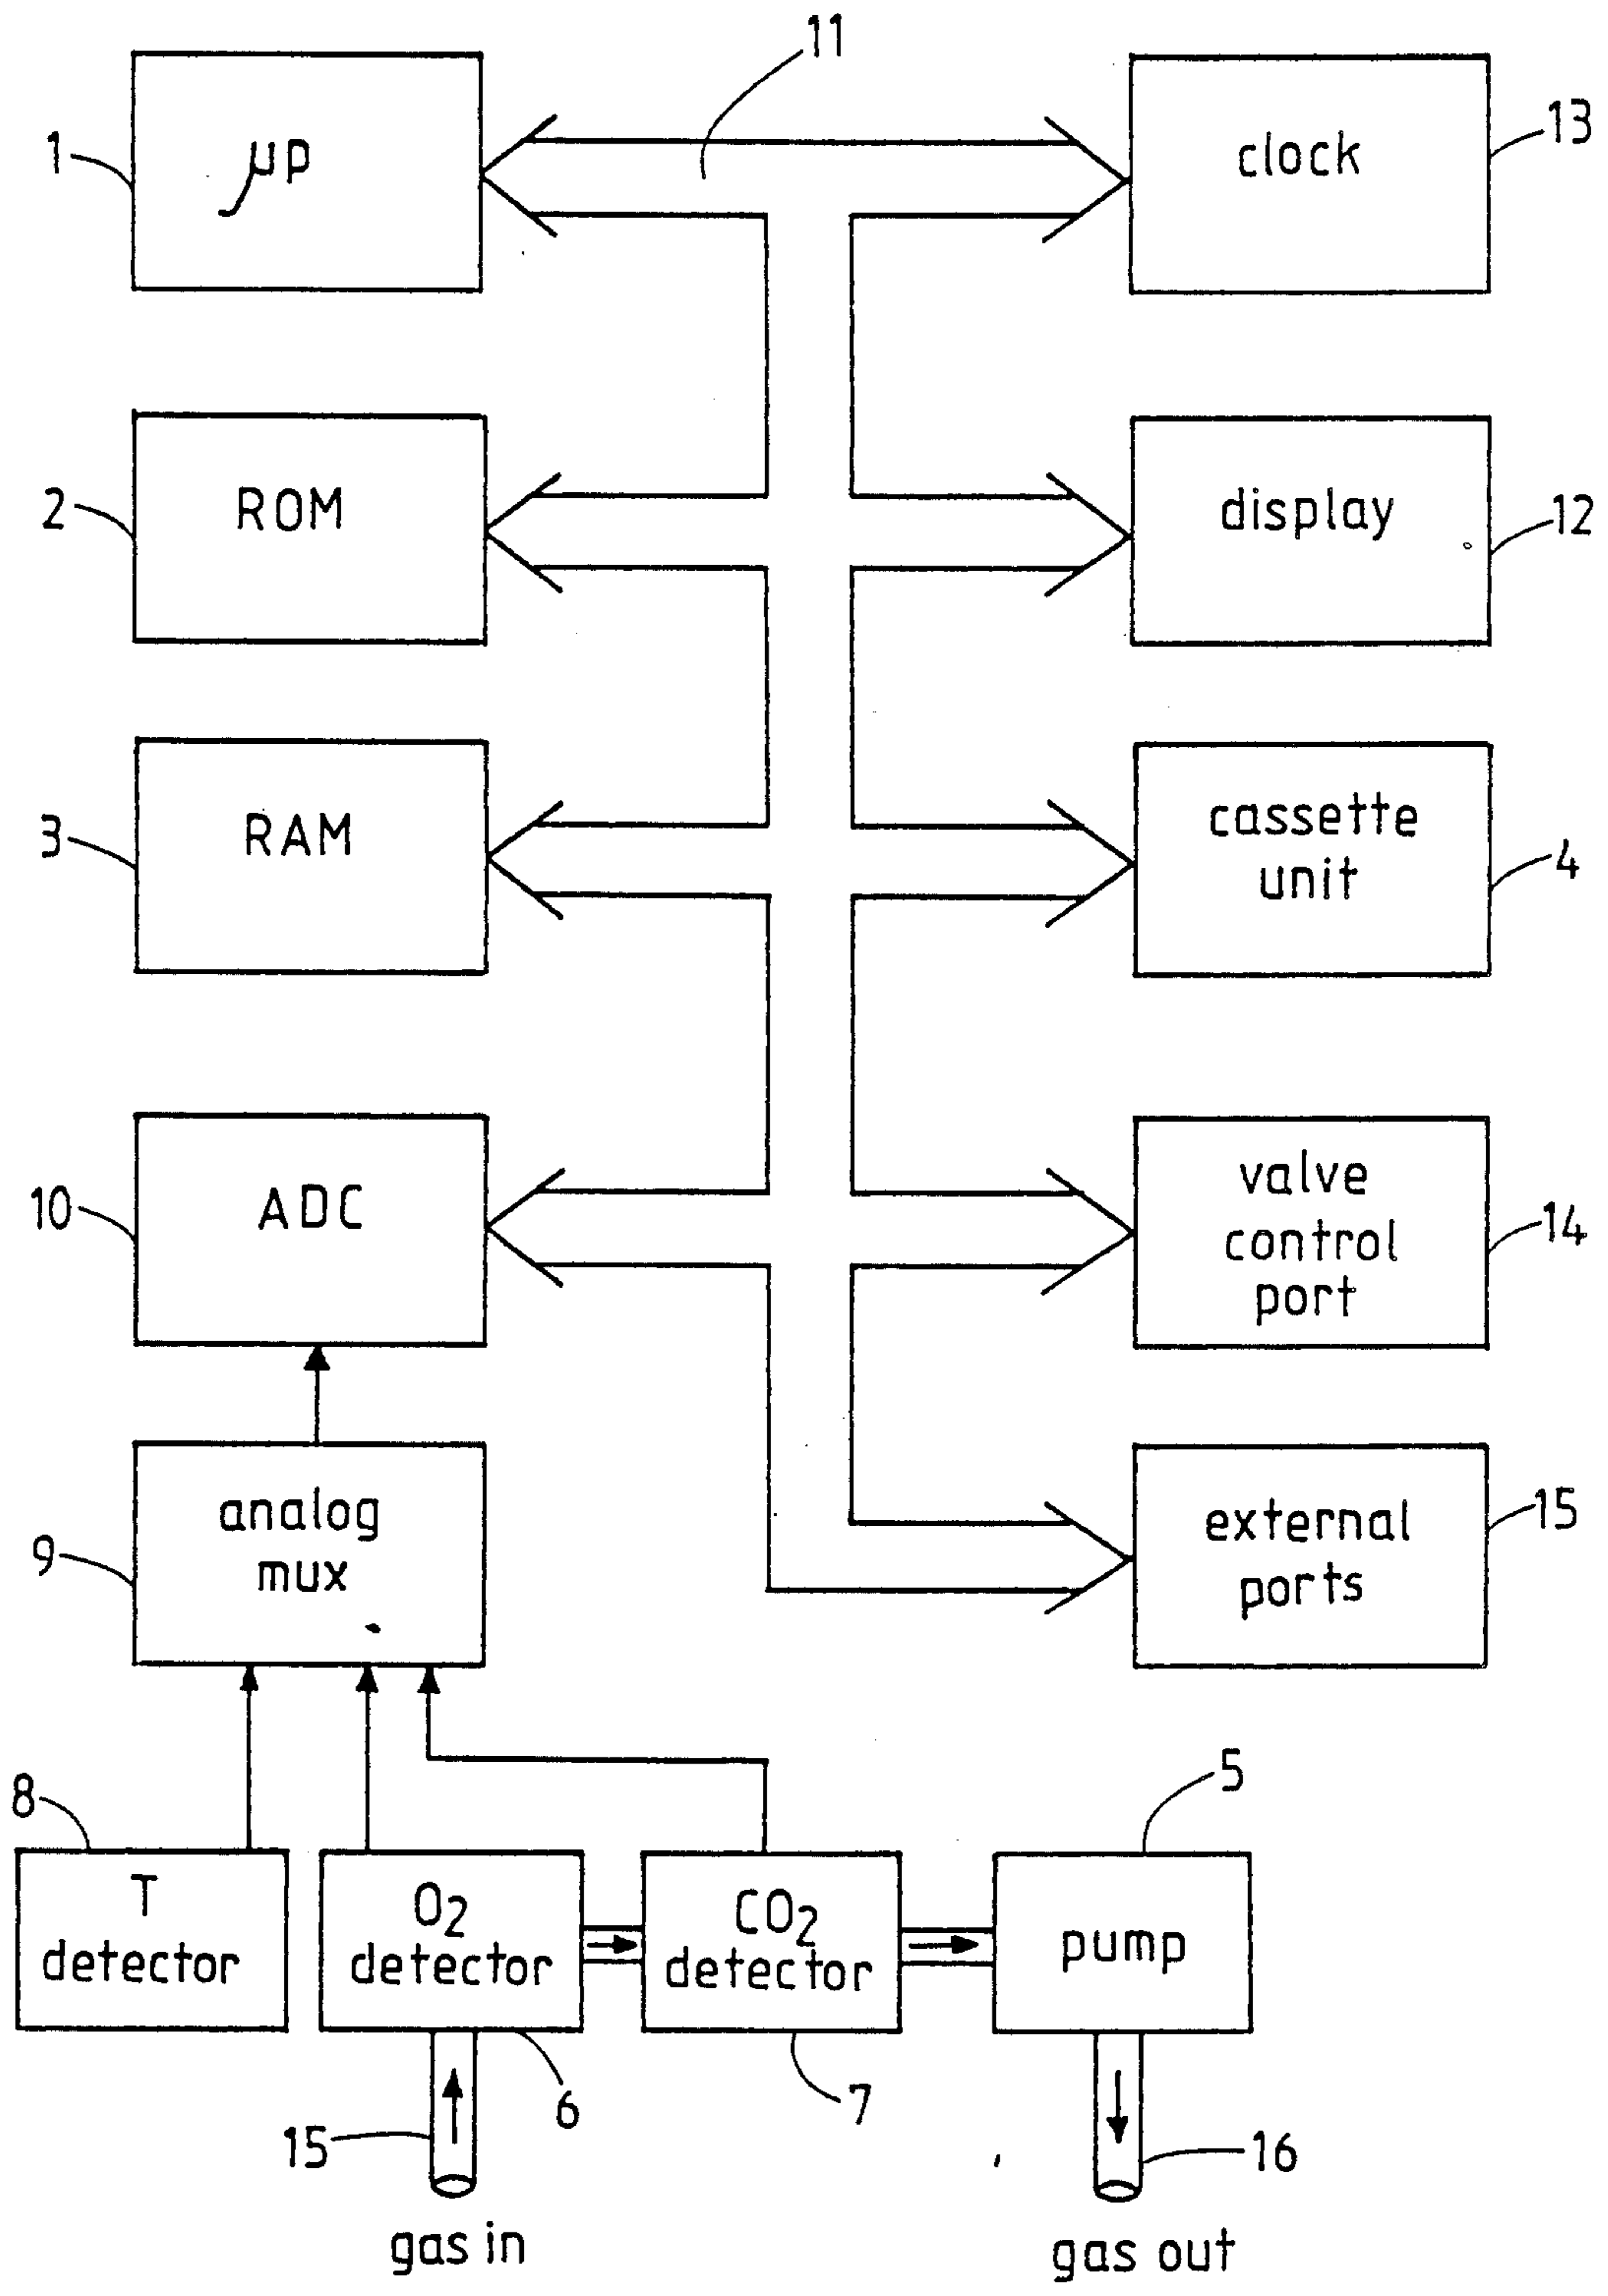 11
1
µp
clock
13
2
ROM
display
12
3
RAM
cassette
unit
4
10
ADC
valve
control
port
14
9
analog
mux
external
ports
15
8
T
detector
O2
detector
CO2
detector
5
pump
6
7
15
16
gas in
gas out